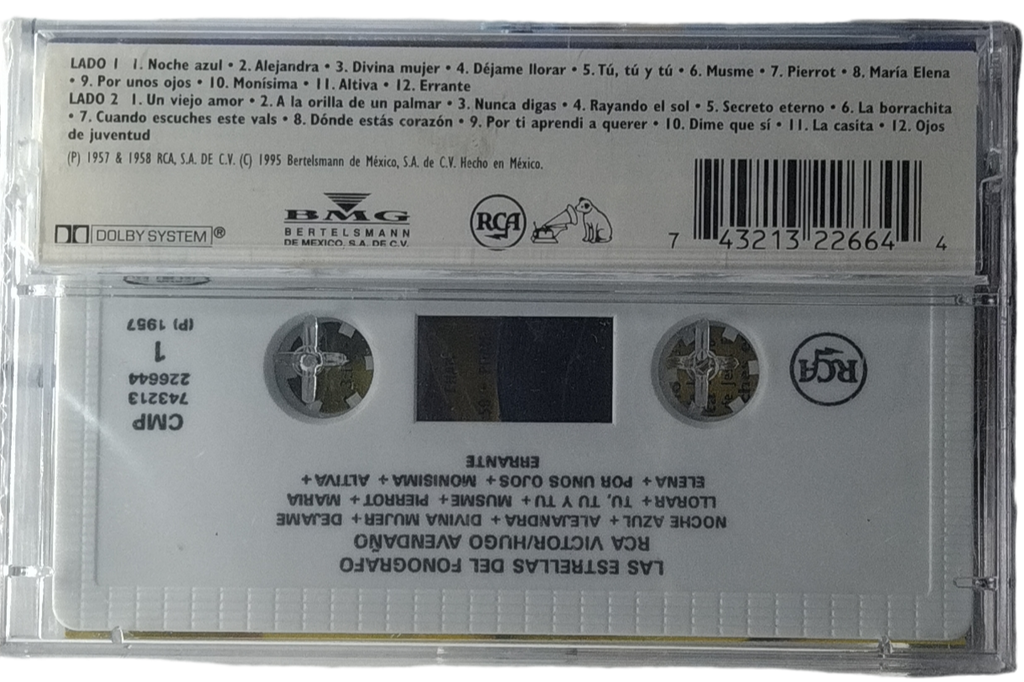 LADO 1 1. Noche azul • 2. Alejandra • 3. Divina mujer • 4. Déjame llorar • 5. Tú, tú y tú • 6. Musme • 7. Pierrot • 8. María Elena
• 9. Por unos ojos • 10. Monísima • 11. Altiva • 12. Errante
LADO 2 1. Un viejo amor • 2. A la orilla de un palmar • 3. Nunca digas • 4. Rayando el sol • 5. Secreto eterno • 6. La borrachita
• 7. Cuando escuches este vals • 8. Dónde estás corazón • 9. Por ti aprendi a querer • 10. Dime que sí • 11. La casita • 12. Ojos
de juventud
(P) 1957 & 1958 RCA, S.A. DE C.V. (C) 1995 Bertelsmann de México, S.A. de C.V. Hecho en México.
DOLBY SYSTEM®
BMG
BERTELSMANN
DE MEXICO, S.A. DE C.V.
RCA
7 43213 22664 4
LAS ESTRELLAS DEL FONOGRAFO
RCA VICTOR/HUGO AVENDAÑO
NOCHE AZUL + ALEJANDRA + DIVINA MUJER + DEJAME
LLORAR + TU, TU Y TU + MUSME + PIERROT + MARIA
ELENA + POR UNOS OJOS + MONISIMA + ALTIVA +
ERRANTE
RCA
CMP
743213
226644
1
(P) 1957